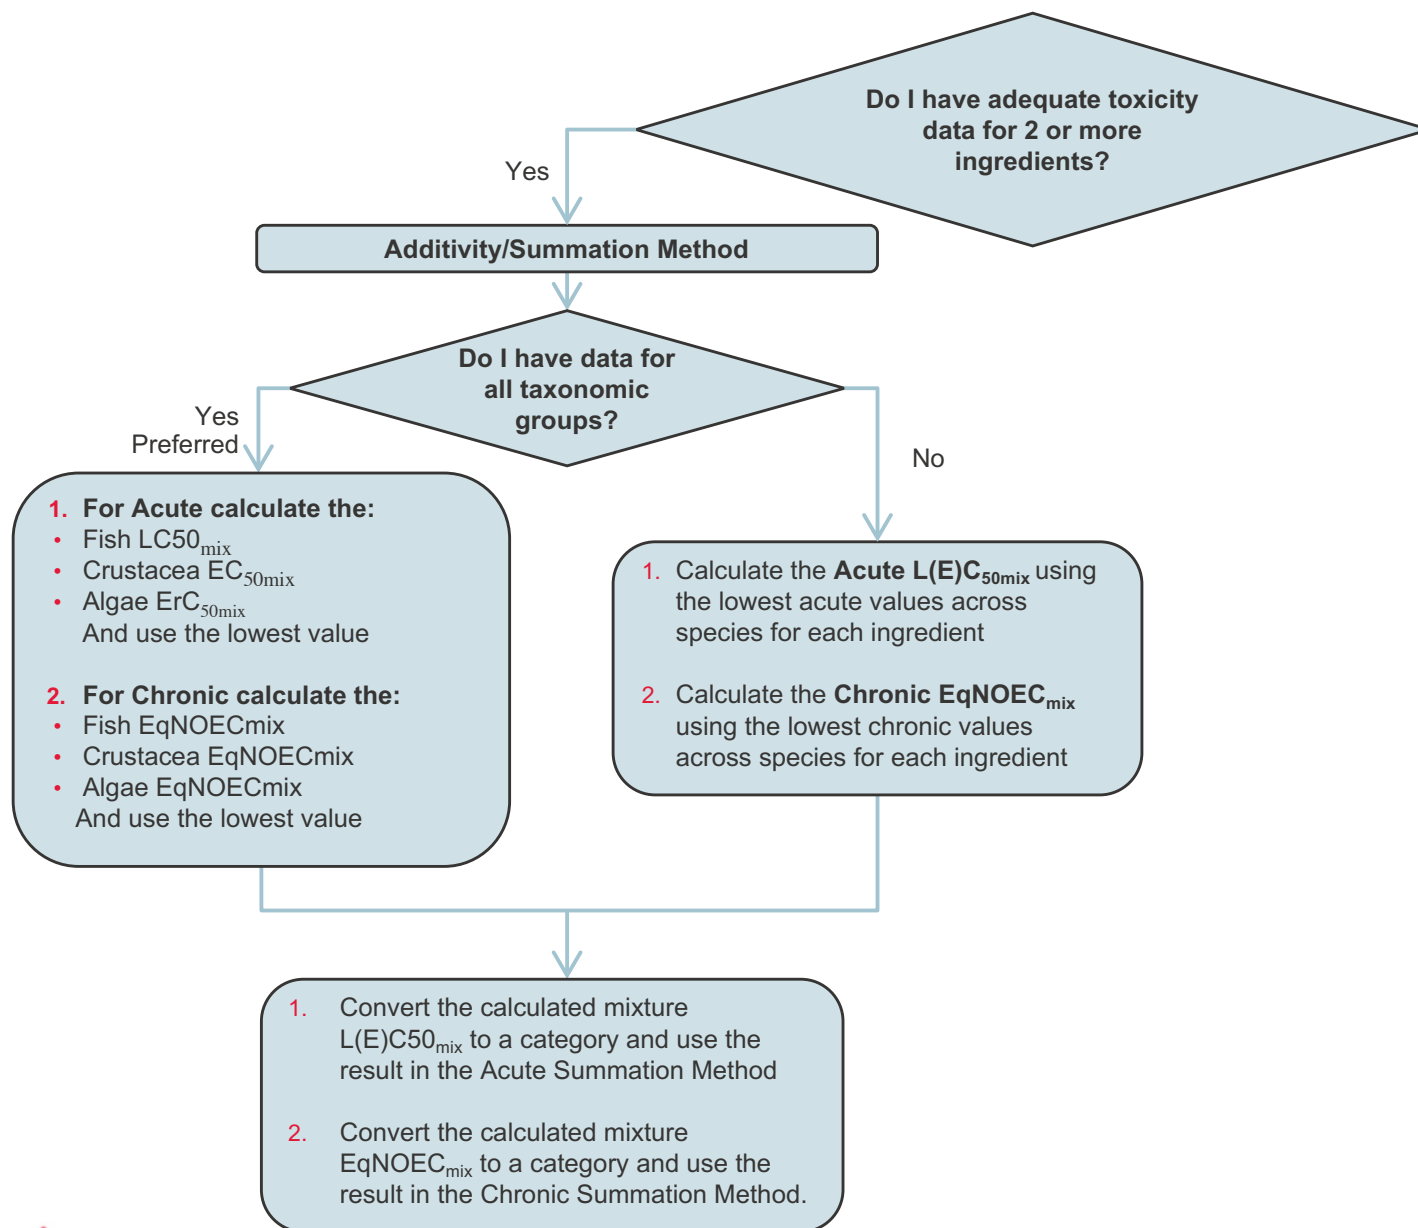 Do I have adequate toxicity
data for 2 or more
ingredients?
Yes
Additivity/Summation Method
Do I have data for
all taxonomic
groups?
Yes
Preferred
No
1. For Acute calculate the:
• Fish LC50mix
• Crustacea EC50mix
• Algae ErC50mix
And use the lowest value
2. For Chronic calculate the:
• Fish EqNOECmix
• Crustacea EqNOECmix
• Algae EqNOECmix
And use the lowest value
1. Calculate the Acute L(E)C50mix using
the lowest acute values across
species for each ingredient
2. Calculate the Chronic EqNOECmix
using the lowest chronic values
across species for each ingredient
1. Convert the calculated mixture
L(E)C50mix to a category and use the
result in the Acute Summation Method
2. Convert the calculated mixture
EqNOECmix to a category and use the
result in the Chronic Summation Method.